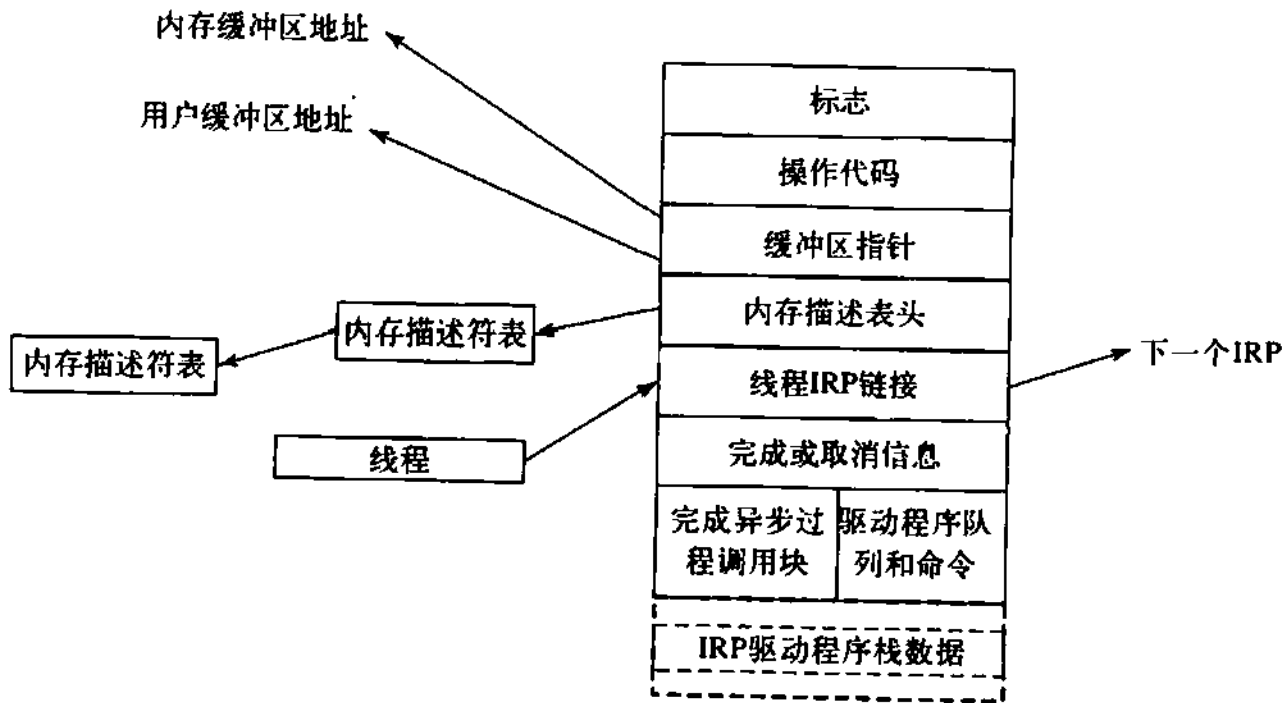 内存缓冲区地址
用户缓冲区地址
标志
操作代码
缓冲区指针
内存描述表头
内存描述符表
内存描述符表
线程IRP链接
下一个IRP
线程
完成或取消信息
完成异步过
程调用块
驱动程序队
列和命令
IRP驱动程序栈数据